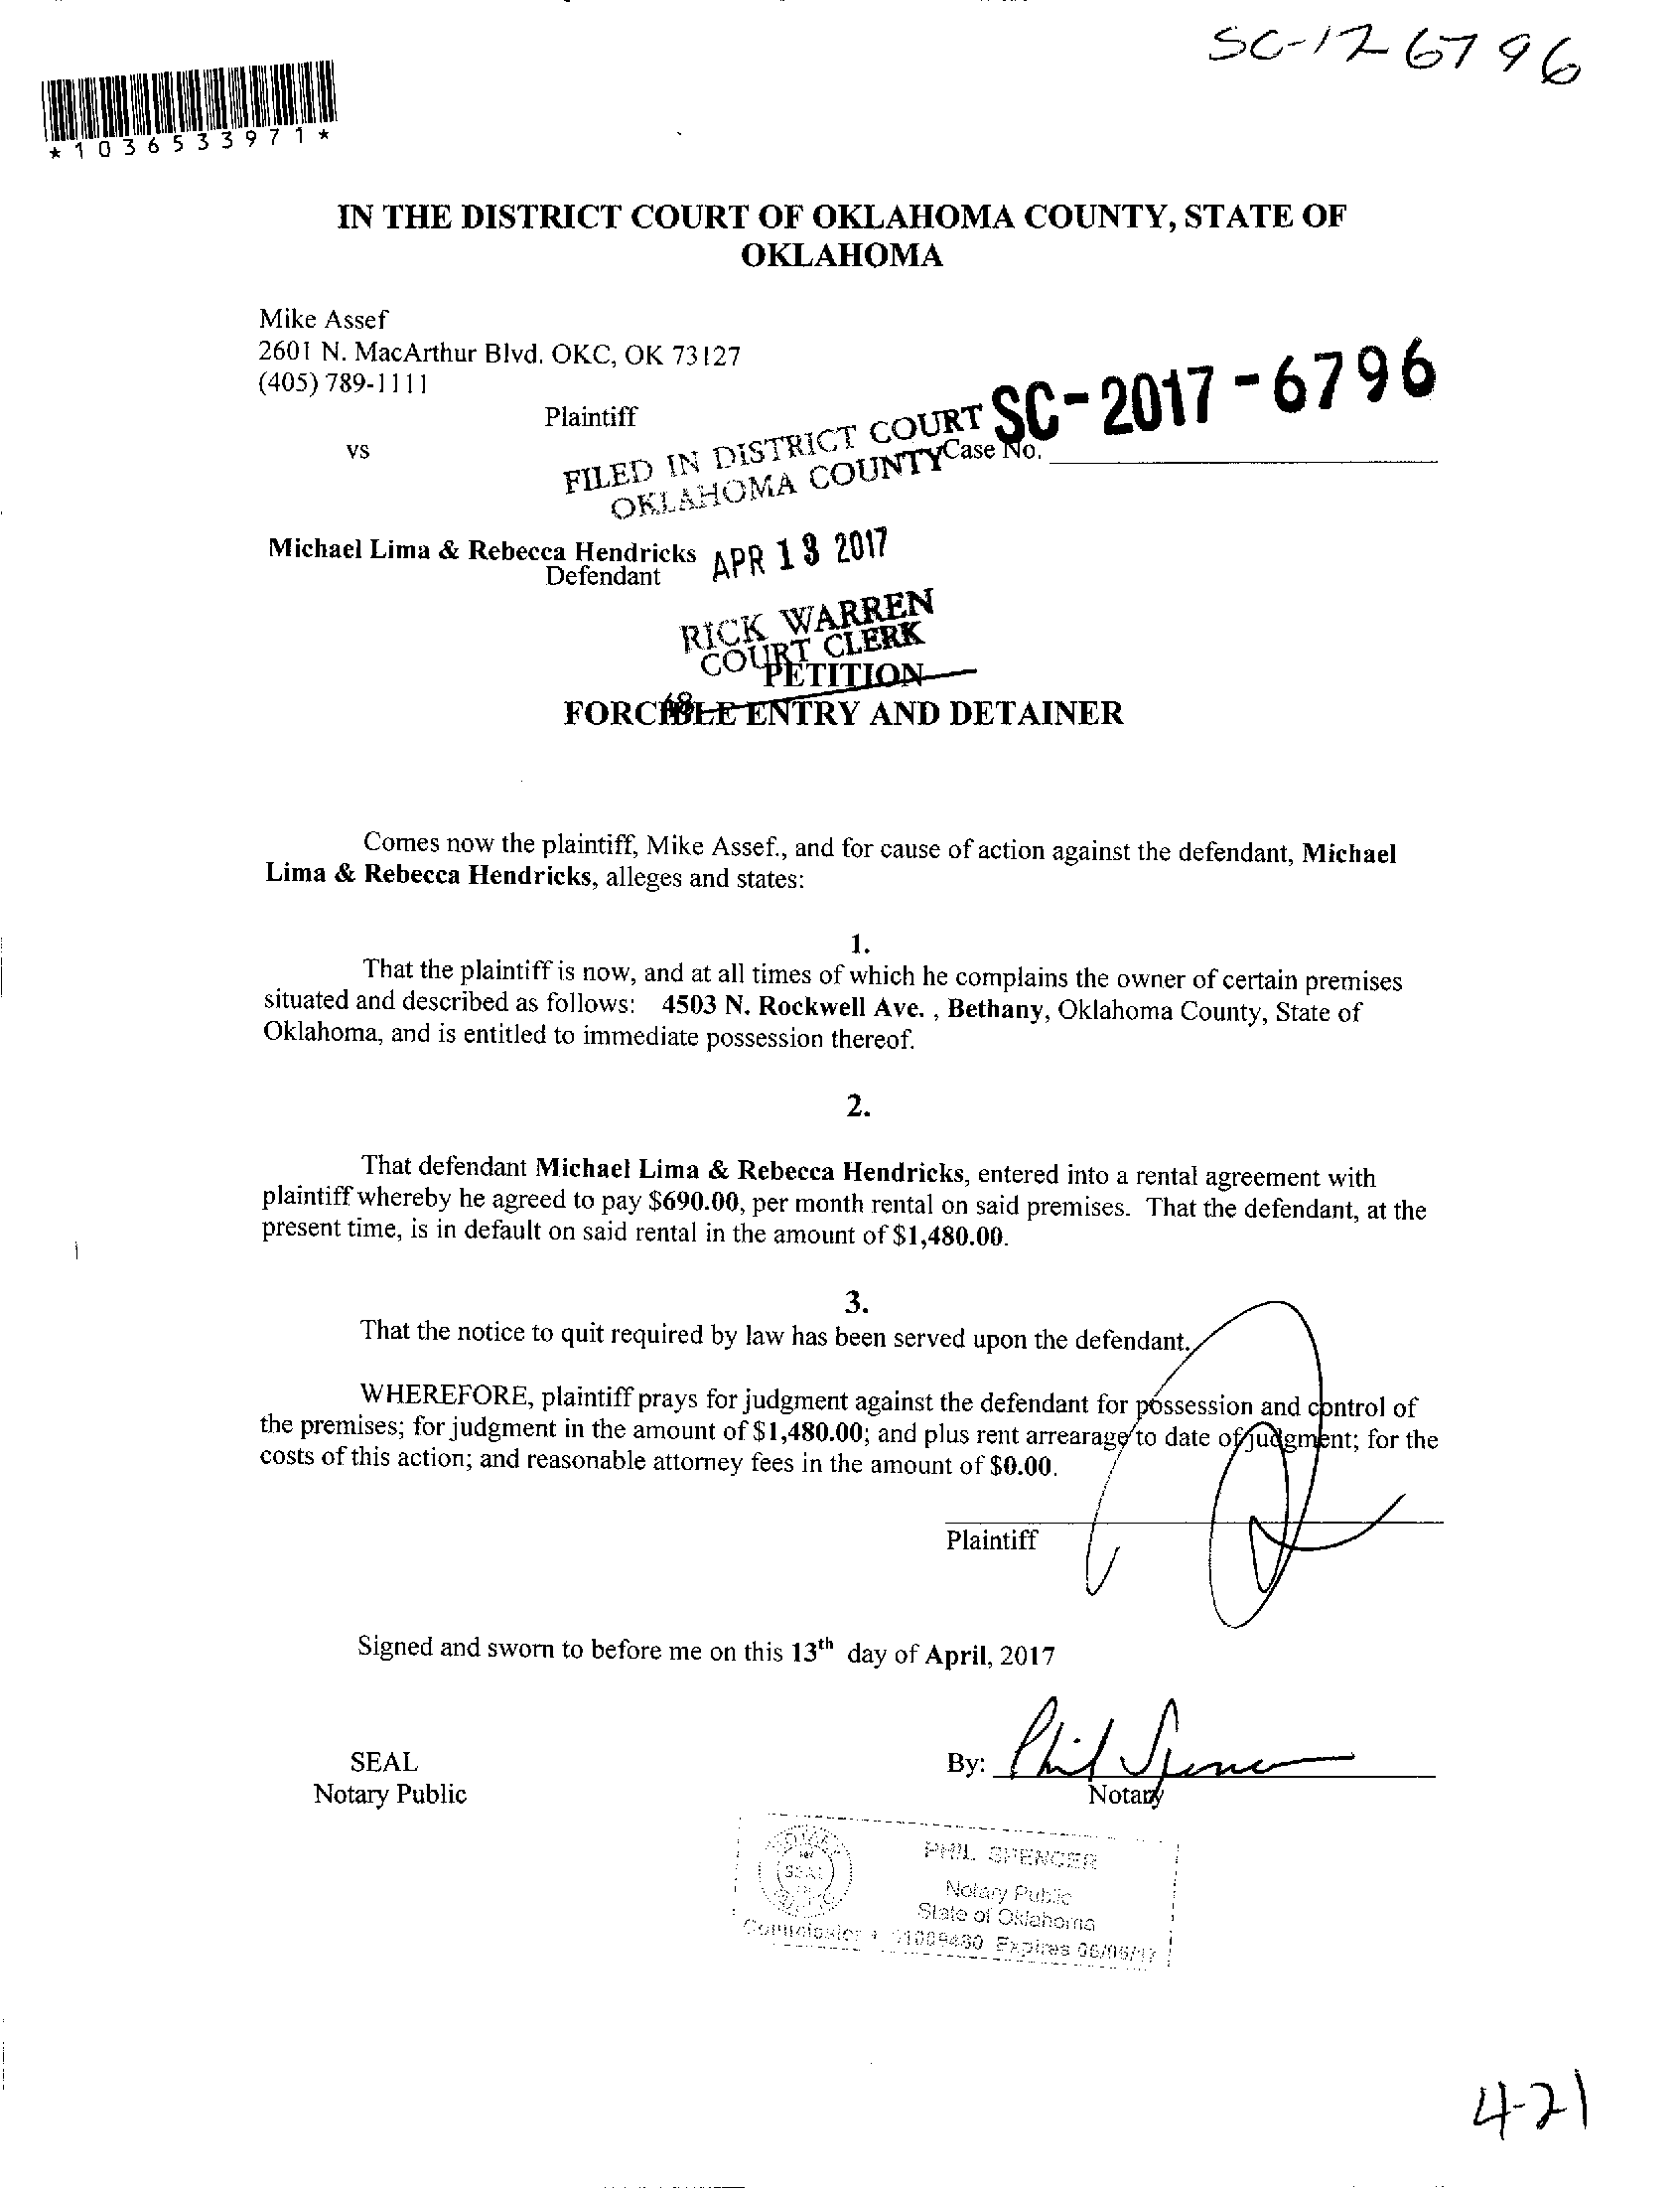 SC-17-6796
*1036533971*
IN THE DISTRICT COURT OF OKLAHOMA COUNTY, STATE OF
OKLAHOMA
Mike Assef
2601 N. MacArthur Blvd. OKC, OK 73127
(405) 789-1111
Plaintiff
vs
FILED IN DISTRICT COURT
OKLAHOMA COUNTY
Case No.
SC-2017-6796
Michael Lima & Rebecca Hendricks
Defendant
APR 13 2017
RICK WARREN
COURT CLERK
68
PETITION
FORCIBLE ENTRY AND DETAINER
Comes now the plaintiff, Mike Assef., and for cause of action against the defendant, Michael
Lima & Rebecca Hendricks, alleges and states:
1.
That the plaintiff is now, and at all times of which he complains the owner of certain premises
situated and described as follows: 4503 N. Rockwell Ave. , Bethany, Oklahoma County, State of
Oklahoma, and is entitled to immediate possession thereof.
2.
That defendant Michael Lima & Rebecca Hendricks, entered into a rental agreement with
plaintiff whereby he agreed to pay $690.00, per month rental on said premises. That the defendant, at the
present time, is in default on said rental in the amount of $1,480.00.
3.
That the notice to quit required by law has been served upon the defendant.
WHEREFORE, plaintiff prays for judgment against the defendant for possession and control of
the premises; for judgment in the amount of $1,480.00; and plus rent arrearage to date of judgment; for the
costs of this action; and reasonable attorney fees in the amount of $0.00.
Plaintiff
Signed and sworn to before me on this 13th day of April, 2017
SEAL
Notary Public
By: Phil Spencer
Notary
PHIL SPENCER
Notary Public
State of Oklahoma
Commission # Expires 06/06/17
4-21